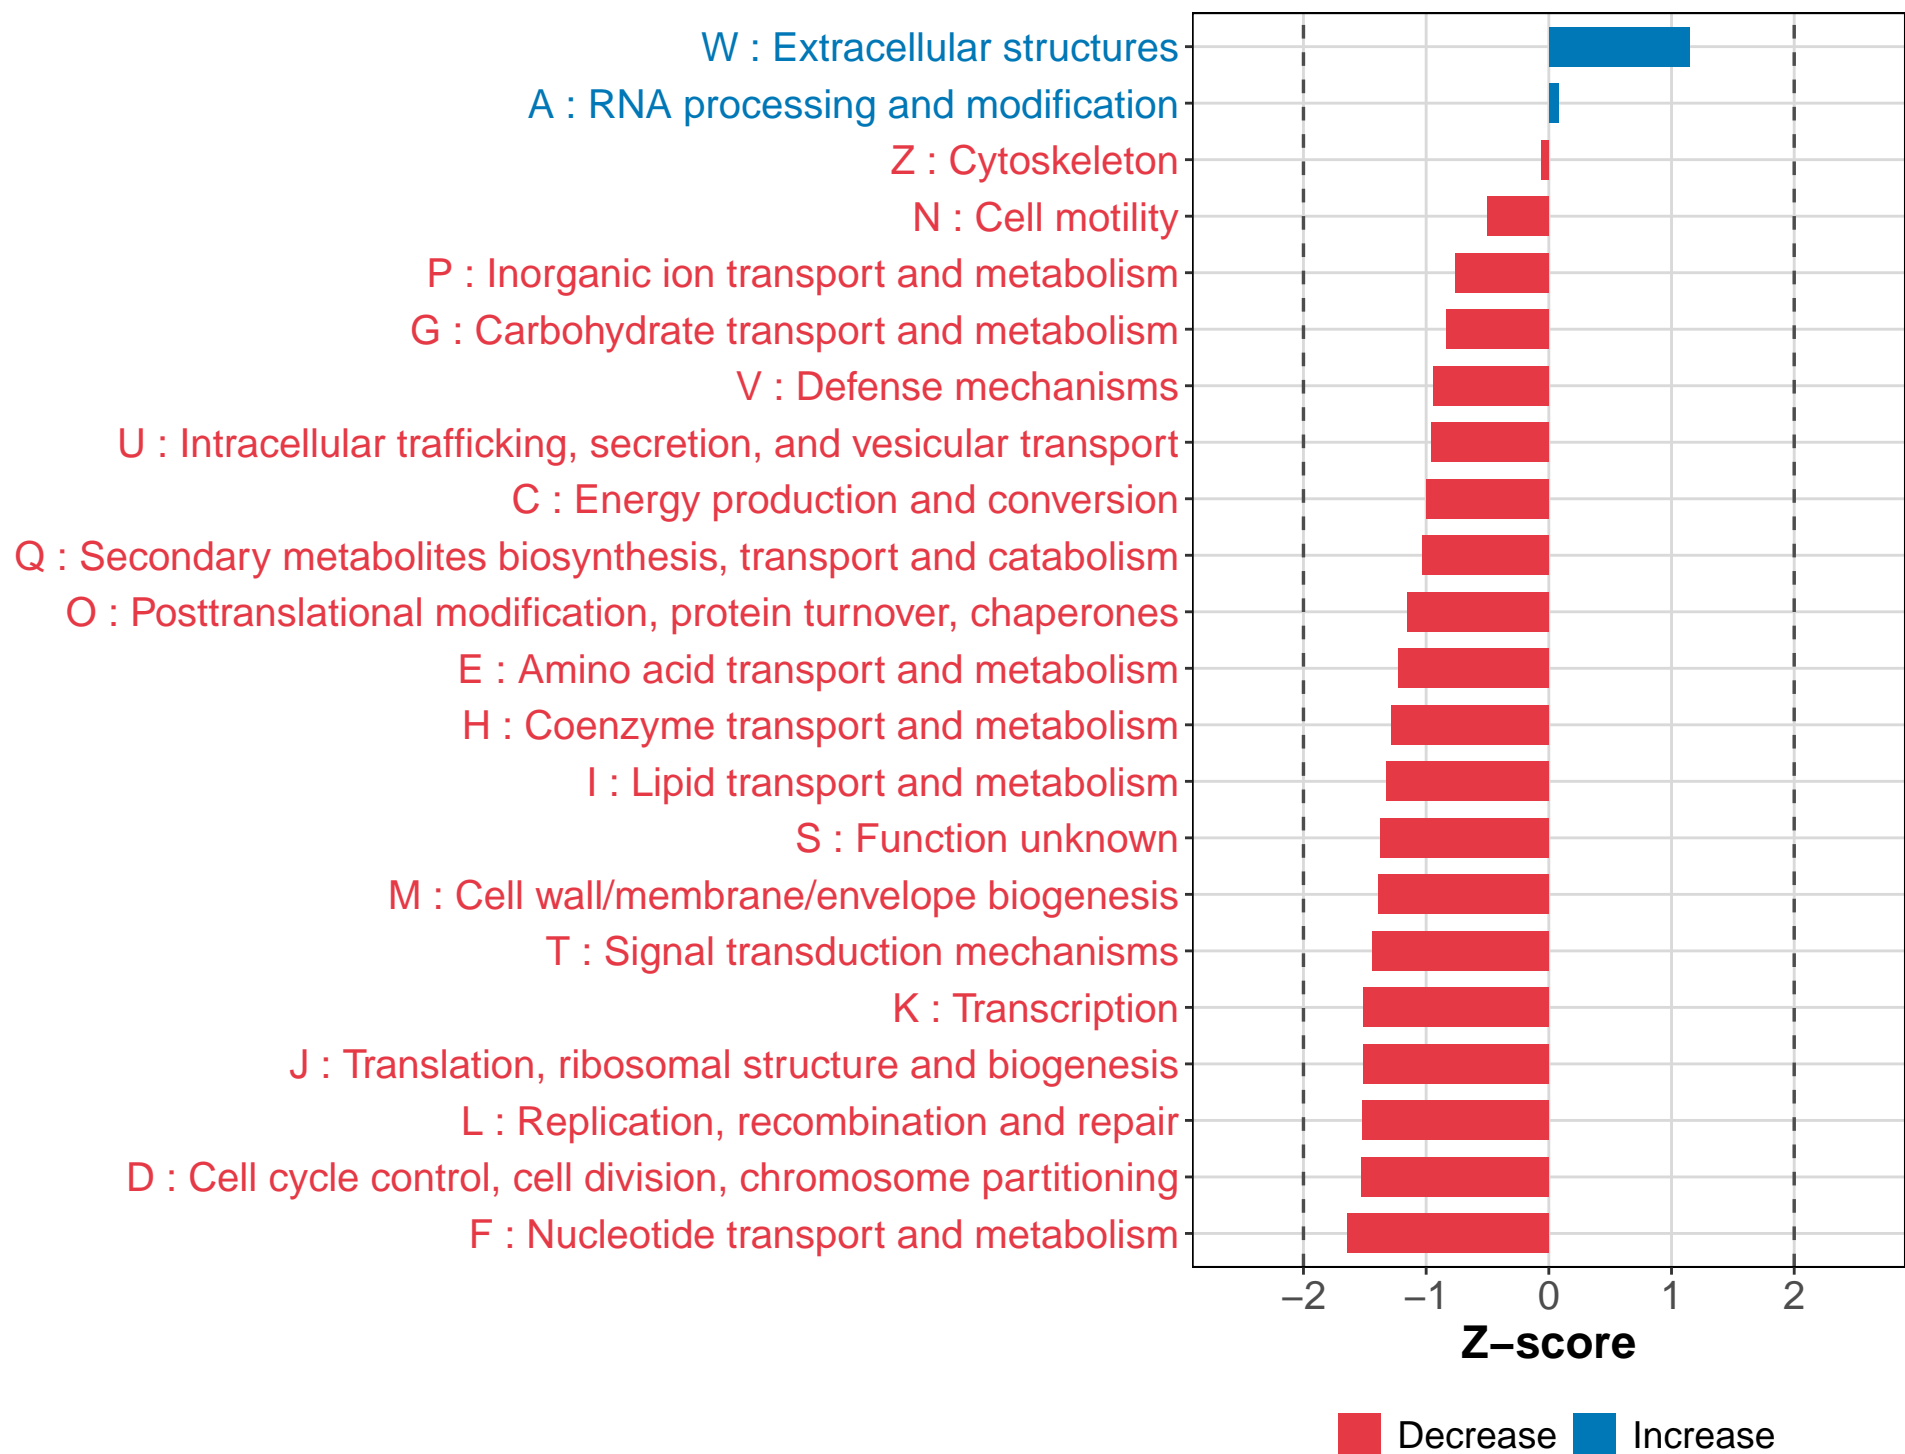 W : Extracellular structures
A : RNA processing and modification
Z : Cytoskeleton
N : Cell motility
P : Inorganic ion transport and metabolism
G : Carbohydrate transport and metabolism
V : Defense mechanisms
U : Intracellular trafficking, secretion, and vesicular transport
C : Energy production and conversion
Q : Secondary metabolites biosynthesis, transport and catabolism
O : Posttranslational modification, protein turnover, chaperones
E : Amino acid transport and metabolism
H : Coenzyme transport and metabolism
I : Lipid transport and metabolism
S : Function unknown
M : Cell wall/membrane/envelope biogenesis
T : Signal transduction mechanisms
K : Transcription
J : Translation, ribosomal structure and biogenesis
L : Replication, recombination and repair
D : Cell cycle control, cell division, chromosome partitioning
F : Nucleotide transport and metabolism
−2 −1 0 1 2
Z−score
Decrease Increase